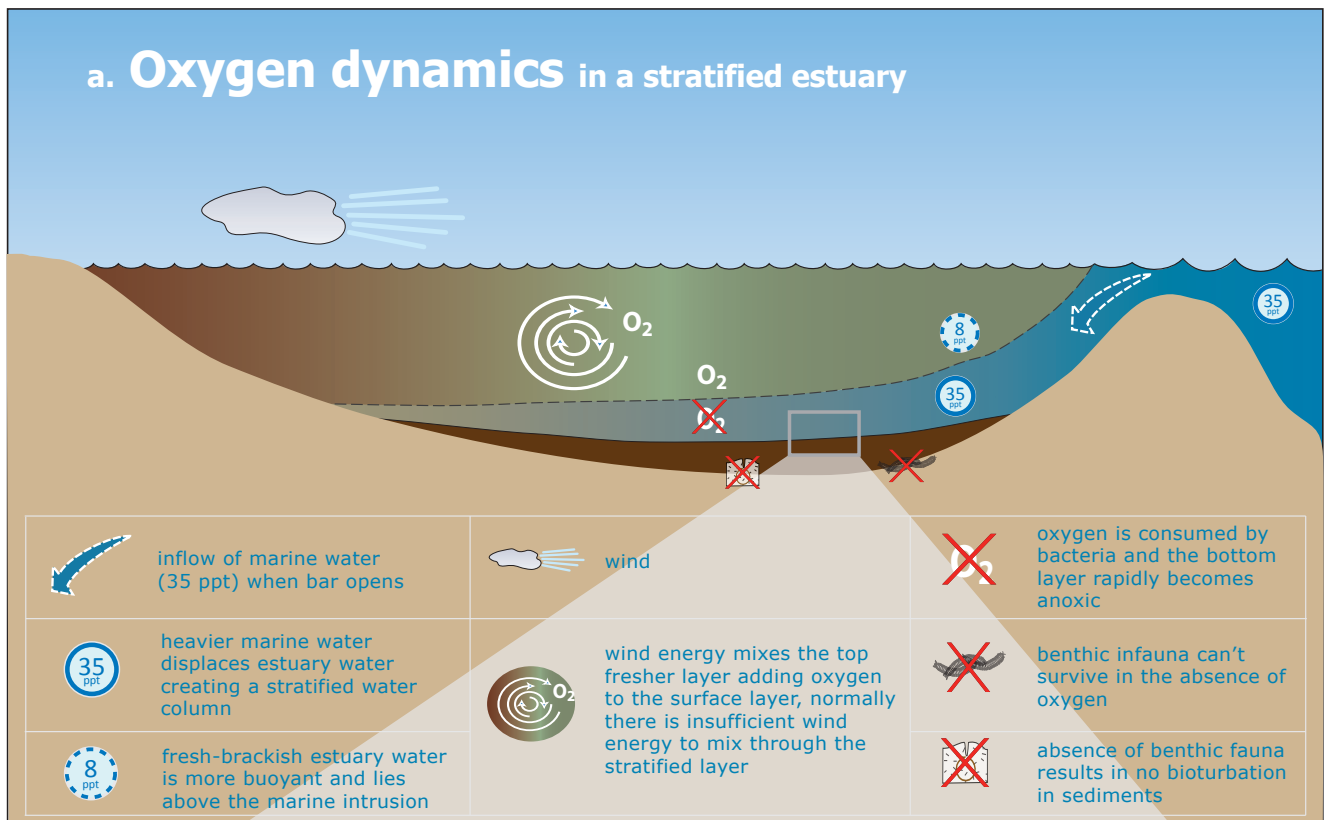 a. Oxygen dynamics in a stratified estuary
O2
8
ppt
35
ppt
O2
35
ppt
O2
inflow of marine water
(35 ppt) when bar opens
35
ppt
heavier marine water
displaces estuary water
creating a stratified water
column
8
ppt
fresh-brackish estuary water
is more buoyant and lies
above the marine intrusion
wind
O2
wind energy mixes the top
fresher layer adding oxygen
to the surface layer, normally
there is insufficient wind
energy to mix through the
stratified layer
O2
oxygen is consumed by
bacteria and the bottom
layer rapidly becomes
anoxic
benthic infauna can't
survive in the absence of
oxygen
absence of benthic fauna
results in no bioturbation
in sediments